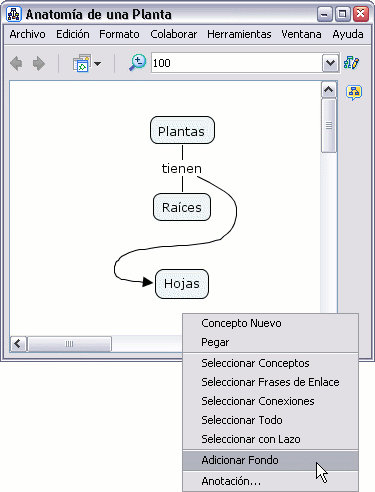 Anatomía de una Planta
Archivo Edición Formato Colaborar Herramientas Ventana Ayuda
100
Plantas
tienen
Raíces
Hojas
Concepto Nuevo
Pegar
Seleccionar Conceptos
Seleccionar Frases de Enlace
Seleccionar Conexiones
Seleccionar Todo
Seleccionar con Lazo
Adicionar Fondo
Anotación...